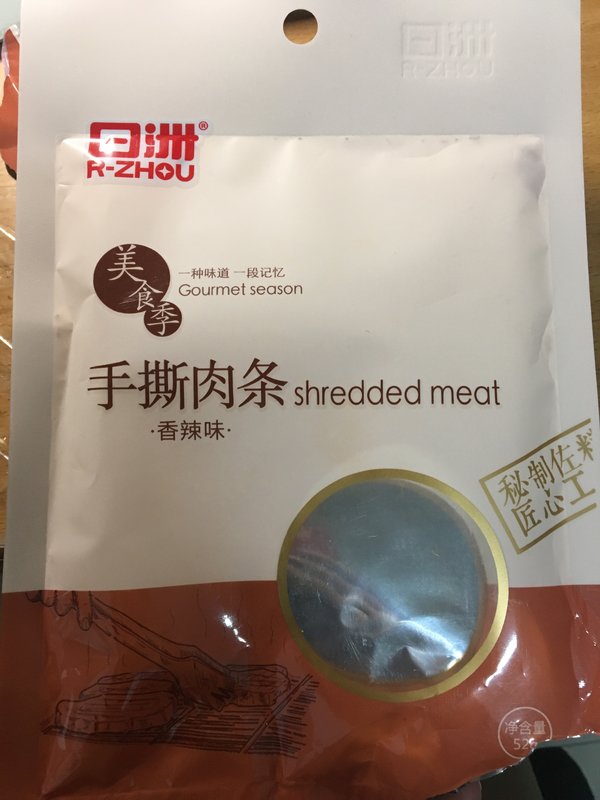 日洲
R-ZHOU
日洲®
R-ZHOU
美食季
一种味道 一段记忆
Gourmet season
手撕肉条 shredded meat
·香辣味·
秘制佐料
匠心工
净含量